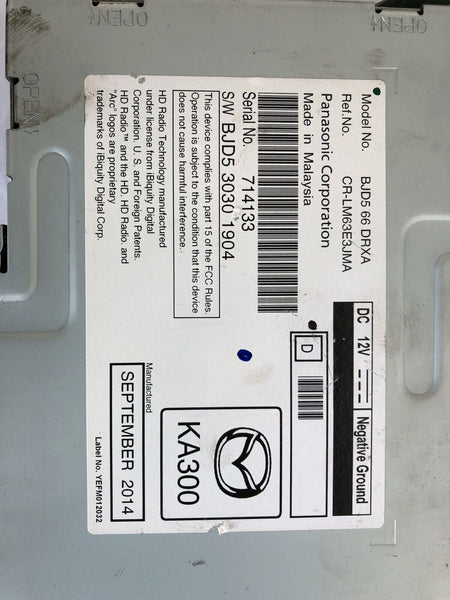 OPEN
OPEN
OPEN
Model No. BJD5 66 DRXA
Ref.No. CR-LM63E3JMA
Panasonic Corporation
Made in Malaysia
DC 12V Negative Ground
D
Serial No. 714133
S/W BJD5 3030 1904
This device complies with part 15 of the FCC Rules.
Operation is subject to the condition that this device
does not cause harmful interference.
HD Radio Technology manufactured
under license from iBiquity Digital
Corporation. U. S. and Foreign Patents.
HD Radio™ and the HD, HD Radio, and
"Arc" logos are proprietary
trademarks of iBiquity Digital Corp.
KA300
Manufactured
SEPTEMBER 2014
Label No. YEFM012032